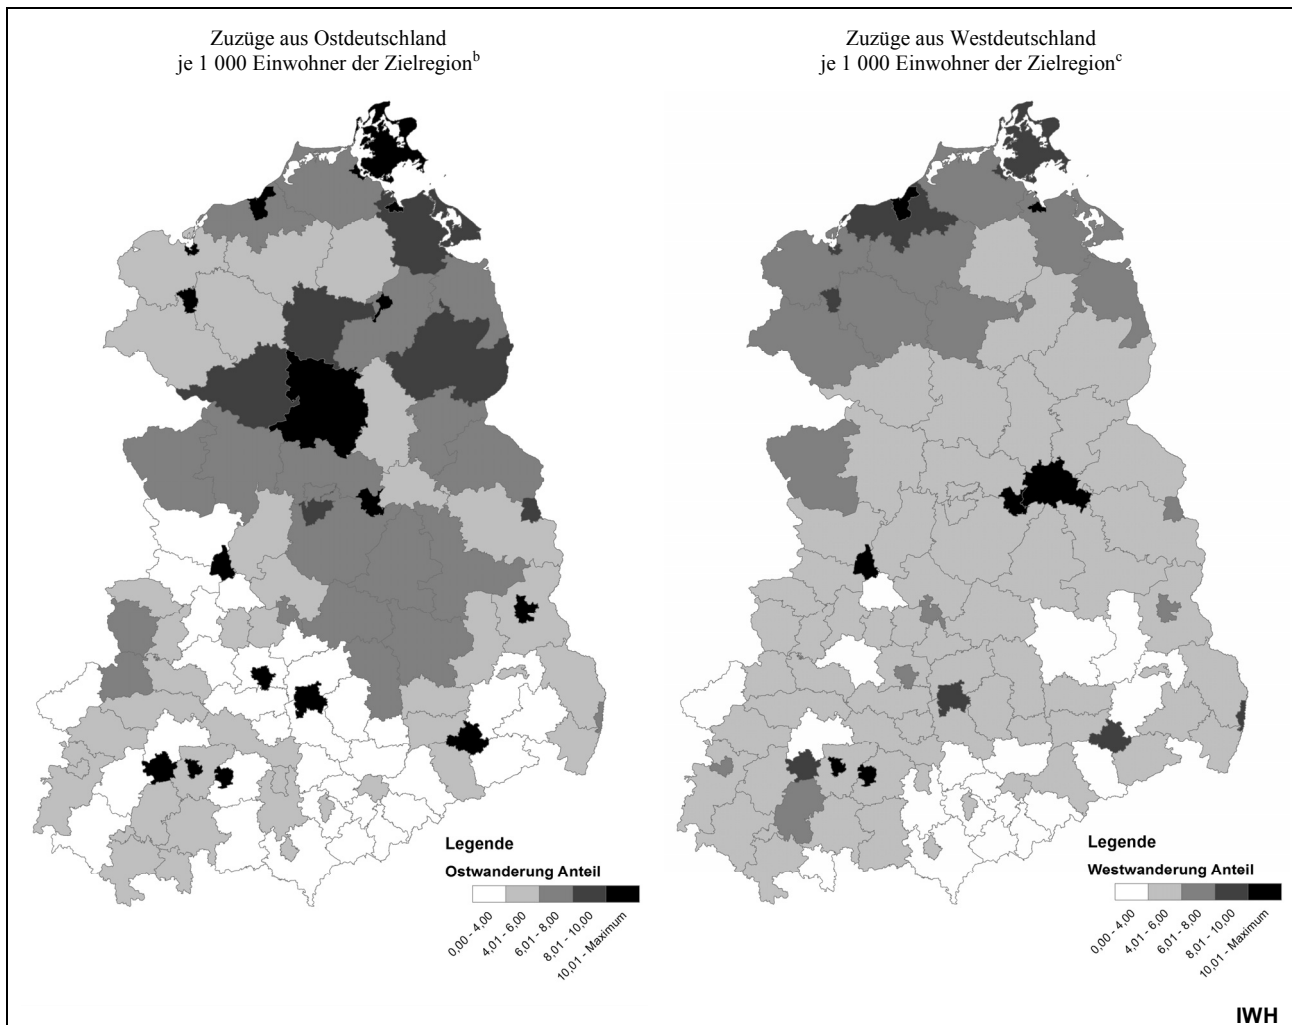 Zuzüge aus Ostdeutschland
je 1 000 Einwohner der Zielregionᵇ
Zuzüge aus Westdeutschland
je 1 000 Einwohner der Zielregionᶜ
Legende
Ostwanderung Anteil
0,00 - 4,00
4,01 - 6,00
6,01 - 8,00
8,01 - 10,00
10,01 - Maximum
Legende
Westwanderung Anteil
0,00 - 4,00
4,01 - 6,00
6,01 - 8,00
8,01 - 10,00
10,01 - Maximum
IWH